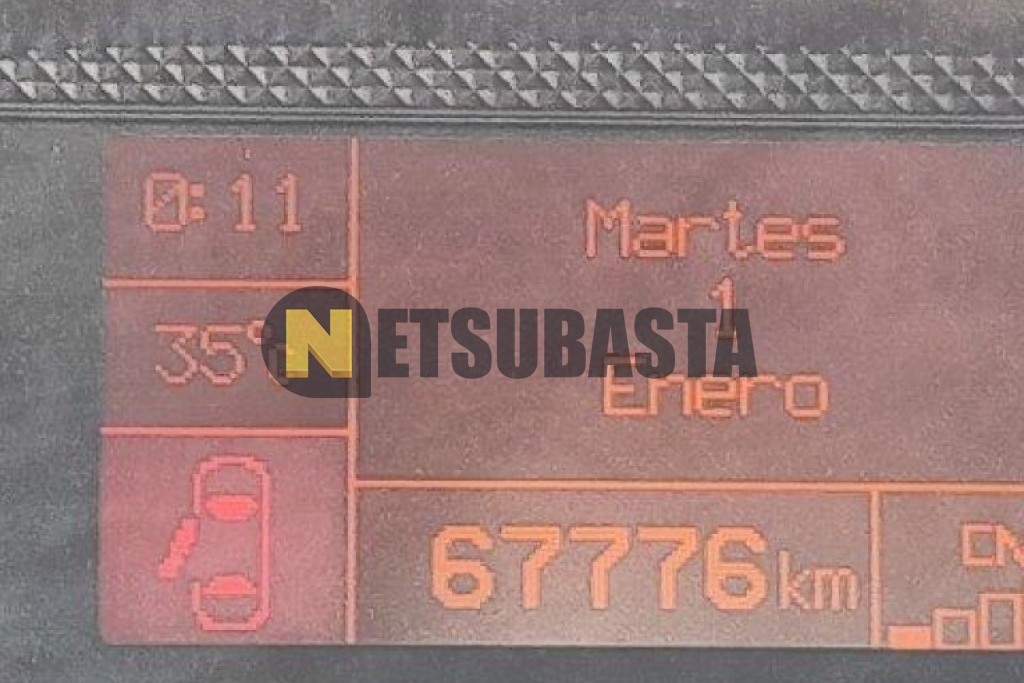 0:11
Martes
1
35°
NETSUBASTA
Enero
67776km